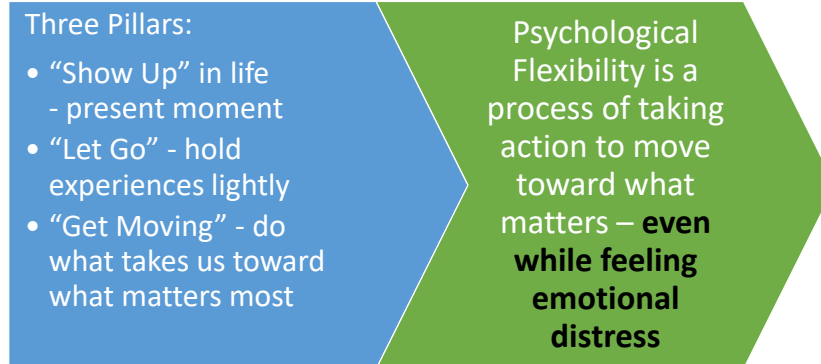 Three Pillars:
• “Show Up” in life
- present moment
• “Let Go” - hold
experiences lightly
• “Get Moving” - do
what takes us toward
what matters most
Psychological
Flexibility is a
process of taking
action to move
toward what
matters – even
while feeling
emotional
distress